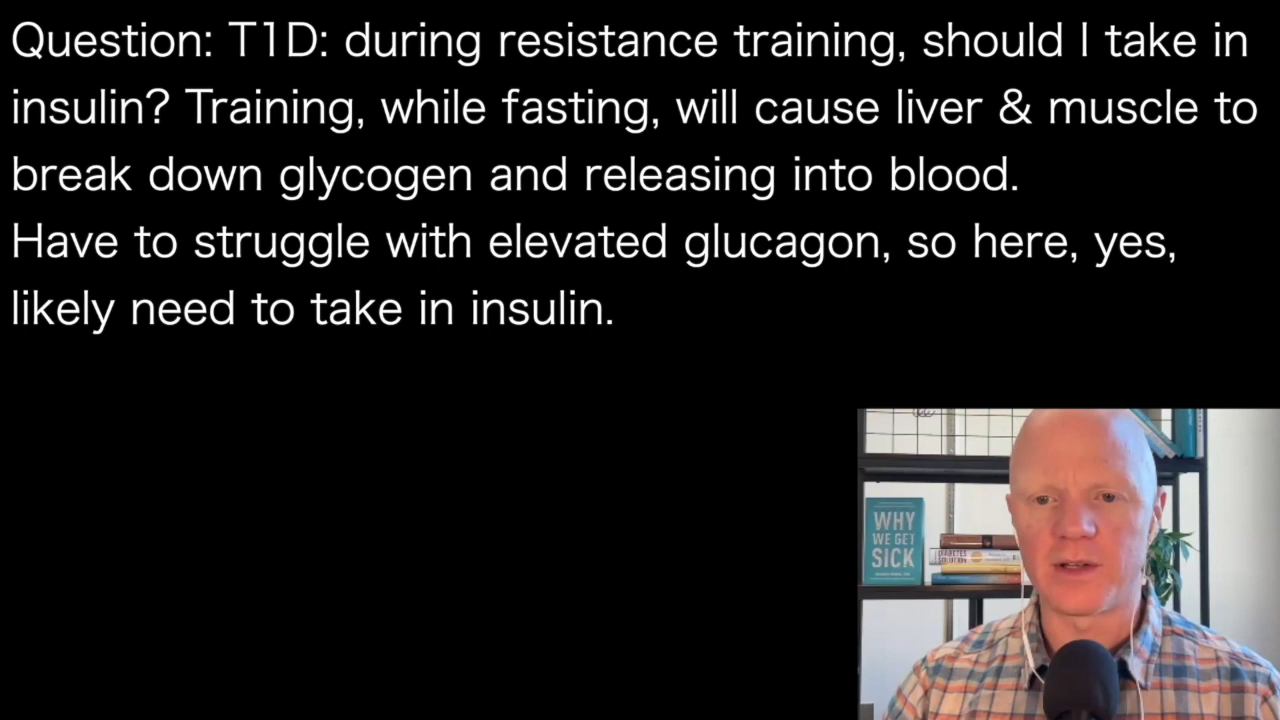 Question: T1D: during resistance training, should I take in
insulin? Training, while fasting, will cause liver & muscle to
break down glycogen and releasing into blood.
Have to struggle with elevated glucagon, so here, yes,
likely need to take in insulin.
WHY
WE GET
SICK
DIABETES
SOLUTION